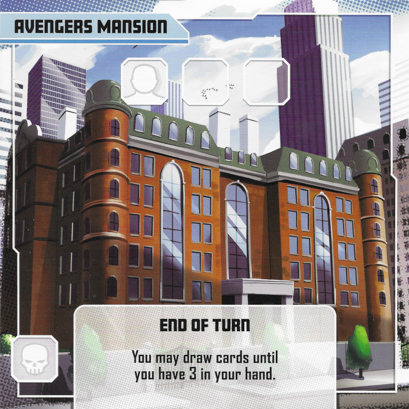 AVENGERS MANSION
END OF TURN
You may draw cards until
you have 3 in your hand.